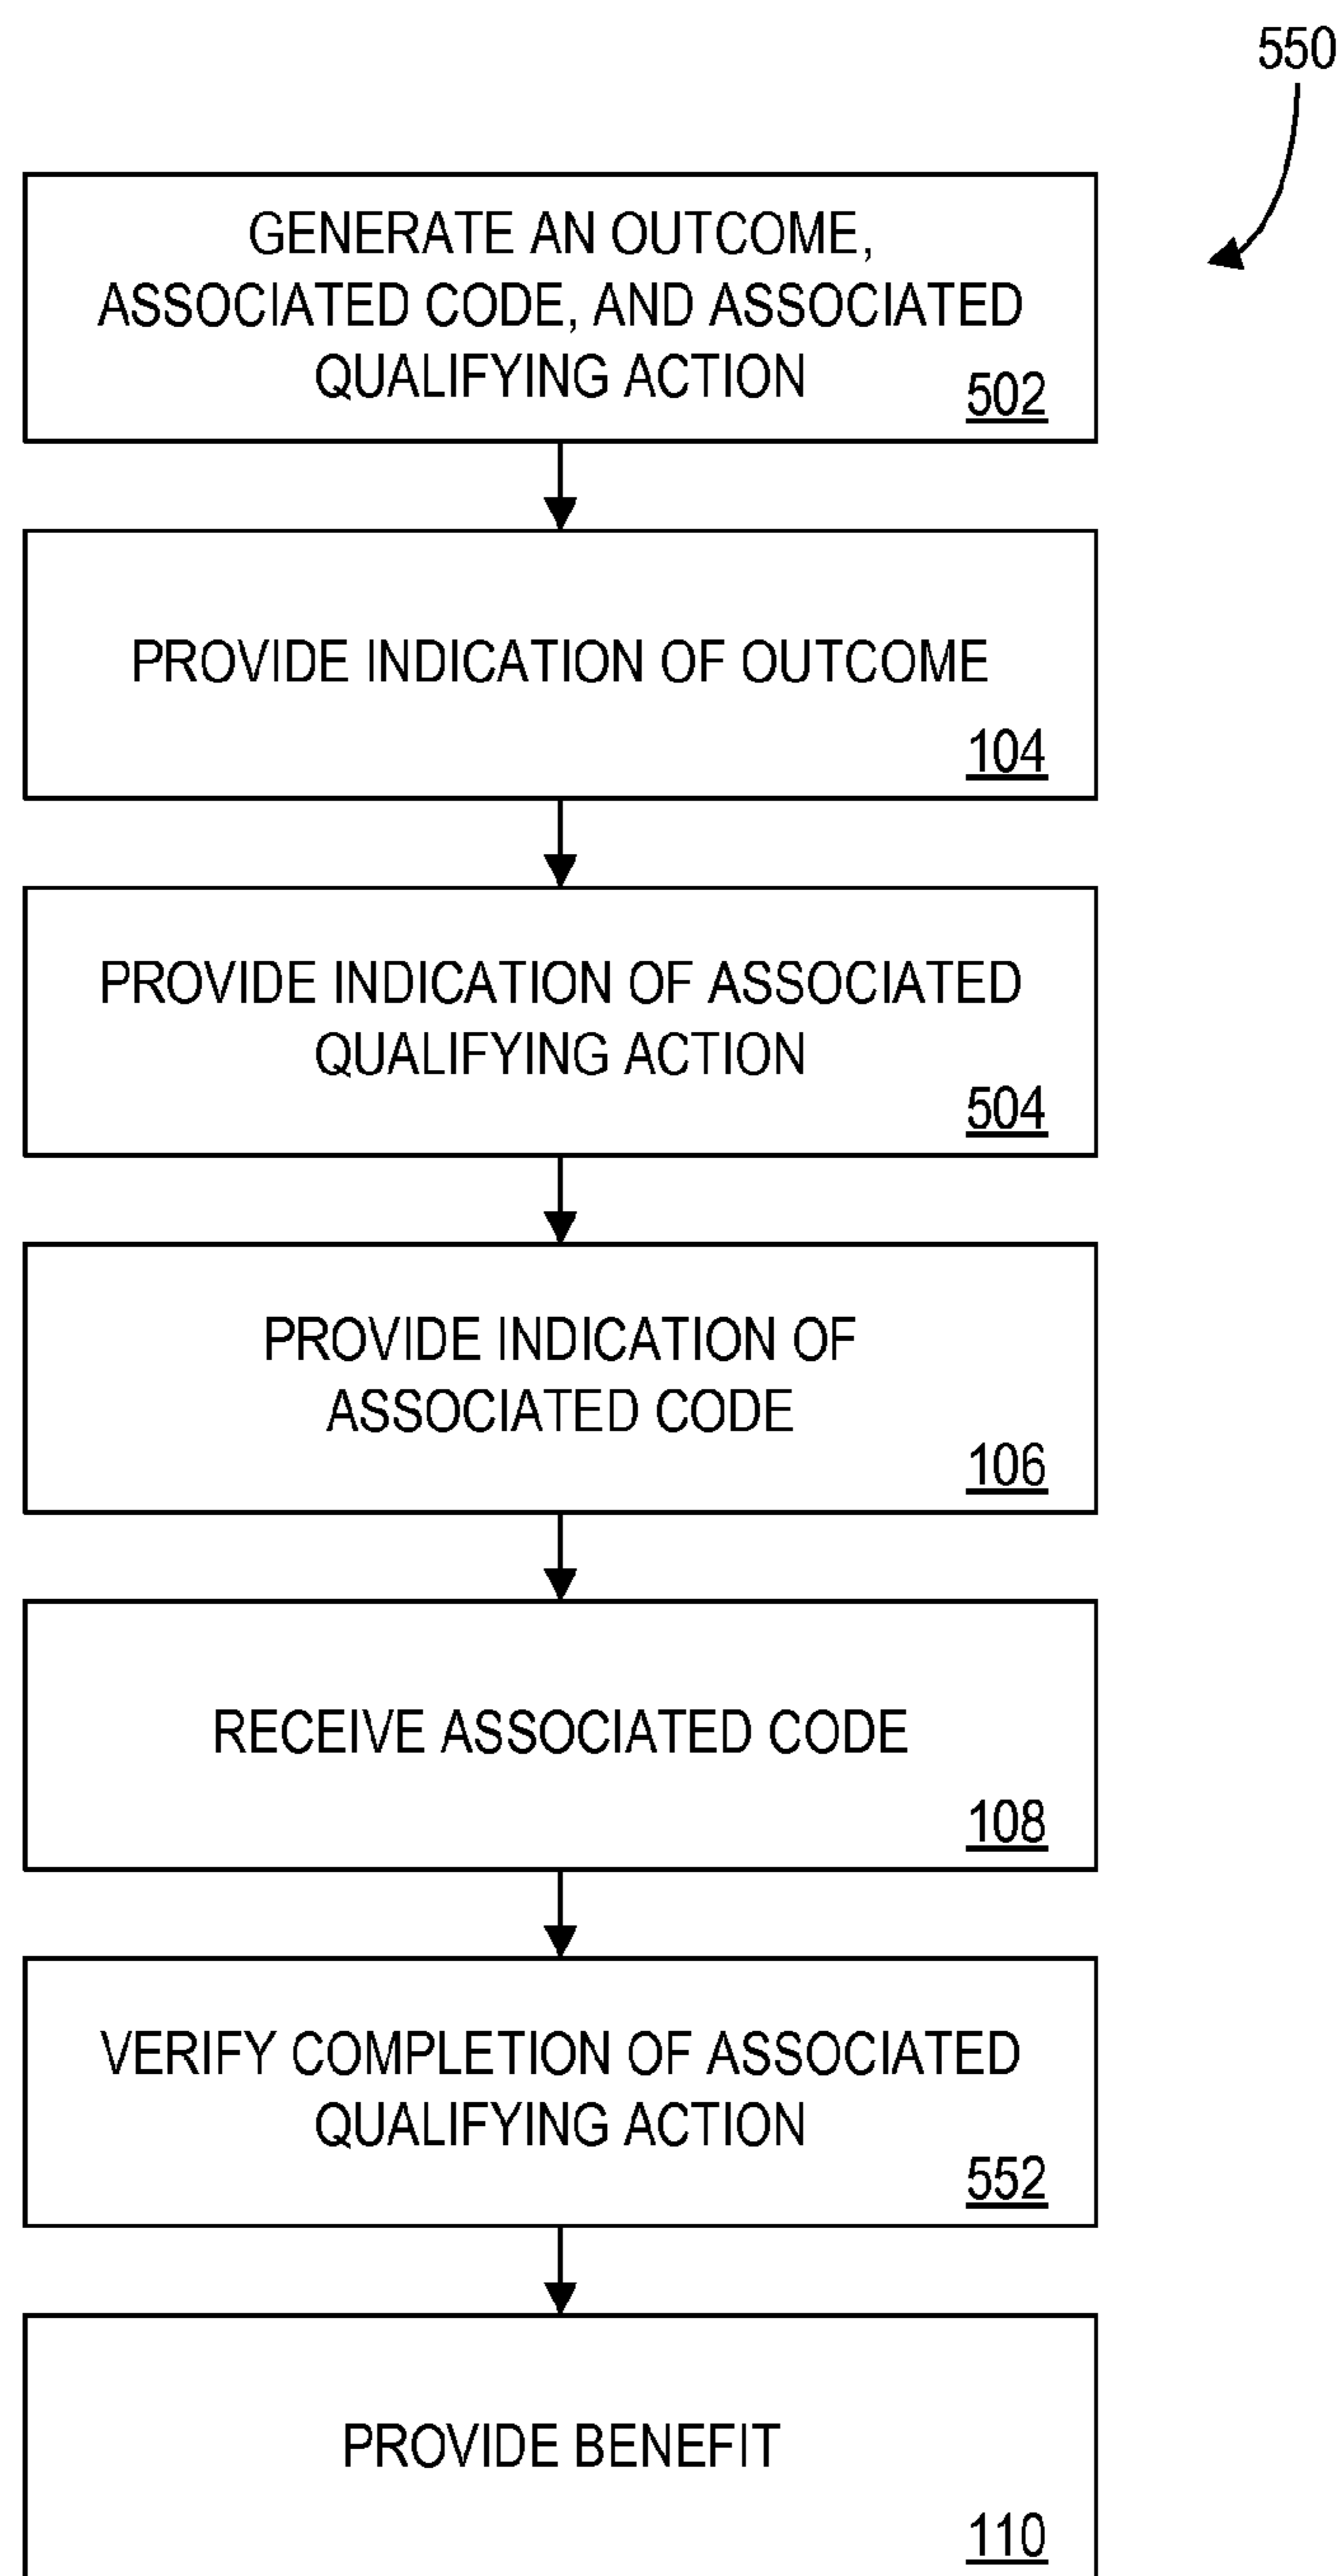 550
GENERATE AN OUTCOME,
ASSOCIATED CODE, AND ASSOCIATED
QUALIFYING ACTION
502
PROVIDE INDICATION OF OUTCOME
104
PROVIDE INDICATION OF ASSOCIATED
QUALIFYING ACTION
504
PROVIDE INDICATION OF
ASSOCIATED CODE
106
RECEIVE ASSOCIATED CODE
108
VERIFY COMPLETION OF ASSOCIATED
QUALIFYING ACTION
552
PROVIDE BENEFIT
110